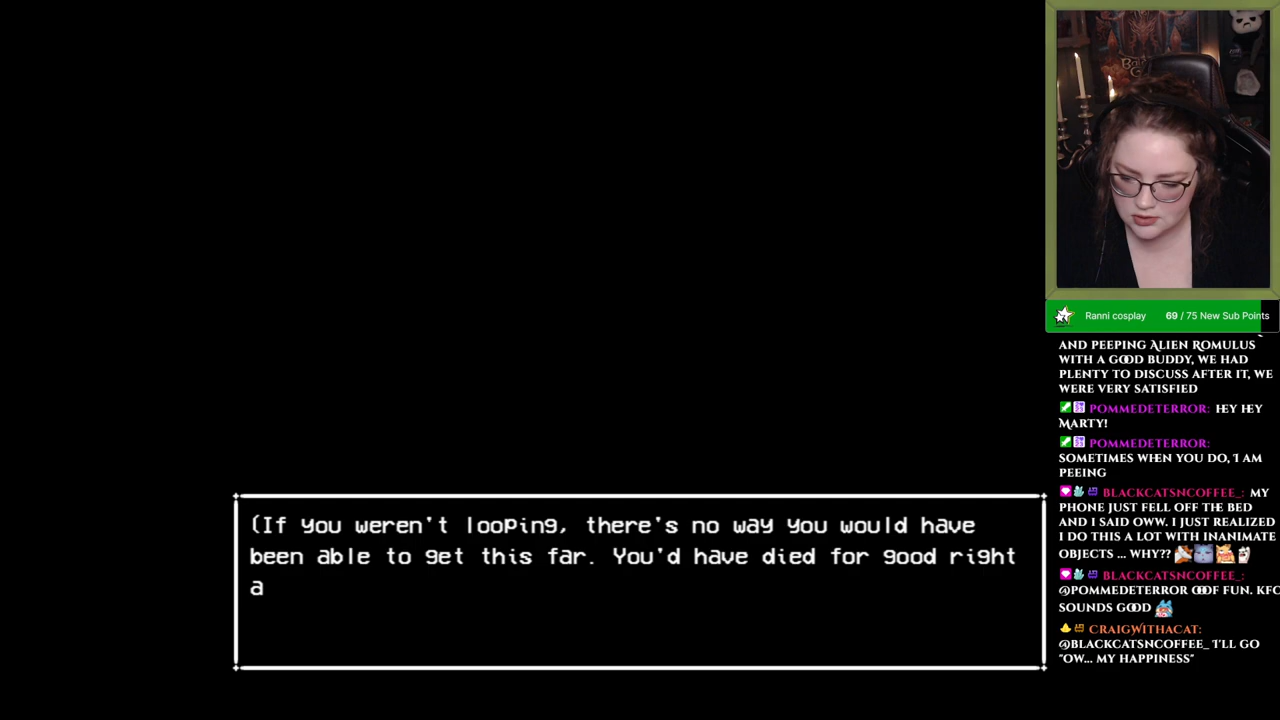 (If you weren't looping, there's no way you would have
been able to get this far. You'd have died for good right
a
Ranni cosplay 69 / 75 New Sub Points
AND PEEPING ALIEN ROMULUS
WITH A GOOD BUDDY, WE HAD
PLENTY TO DISCUSS AFTER IT, WE
WERE VERY SATISFIED
POMMEDETERROR: HEY HEY
MARTY!
POMMEDETERROR:
SOMETIMES WHEN YOU DO, I AM
PEEING
BLACKCATSNCOFFEE_: MY
PHONE JUST FELL OFF THE BED
AND I SAID OWW. I JUST REALIZED
I DO THIS A LOT WITH INANIMATE
OBJECTS ... WHY??
BLACKCATSNCOFFEE_:
@POMMEDETERROR OOF FUN. KFC
SOUNDS GOOD
CRAIGWITHACAT:
@BLACKCATSNCOFFEE_ I'LL GO
"OW... MY HAPPINESS"